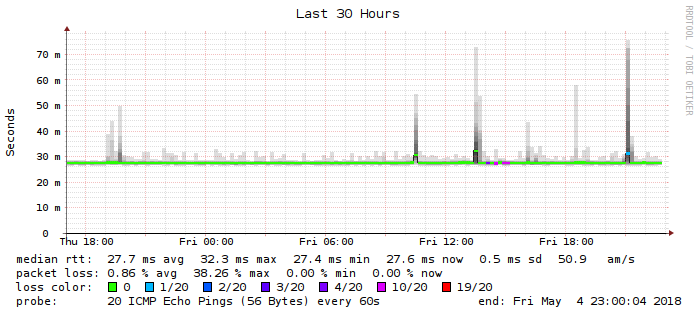 Last 30 Hours
RRDTOOL / TOBI OETIKER
Seconds
70 m
60 m
50 m
40 m
30 m
20 m
10 m
0
Thu 18:00 Fri 00:00 Fri 06:00 Fri 12:00 Fri 18:00
median rtt: 27.7 ms avg 32.3 ms max 27.4 ms min 27.6 ms now 0.5 ms sd 50.9 am/s
packet loss: 0.86 % avg 38.26 % max 0.00 % min 0.00 % now
loss color: 0 1/20 2/20 3/20 4/20 10/20 19/20
probe: 20 ICMP Echo Pings (56 Bytes) every 60s end: Fri May 4 23:00:04 2018